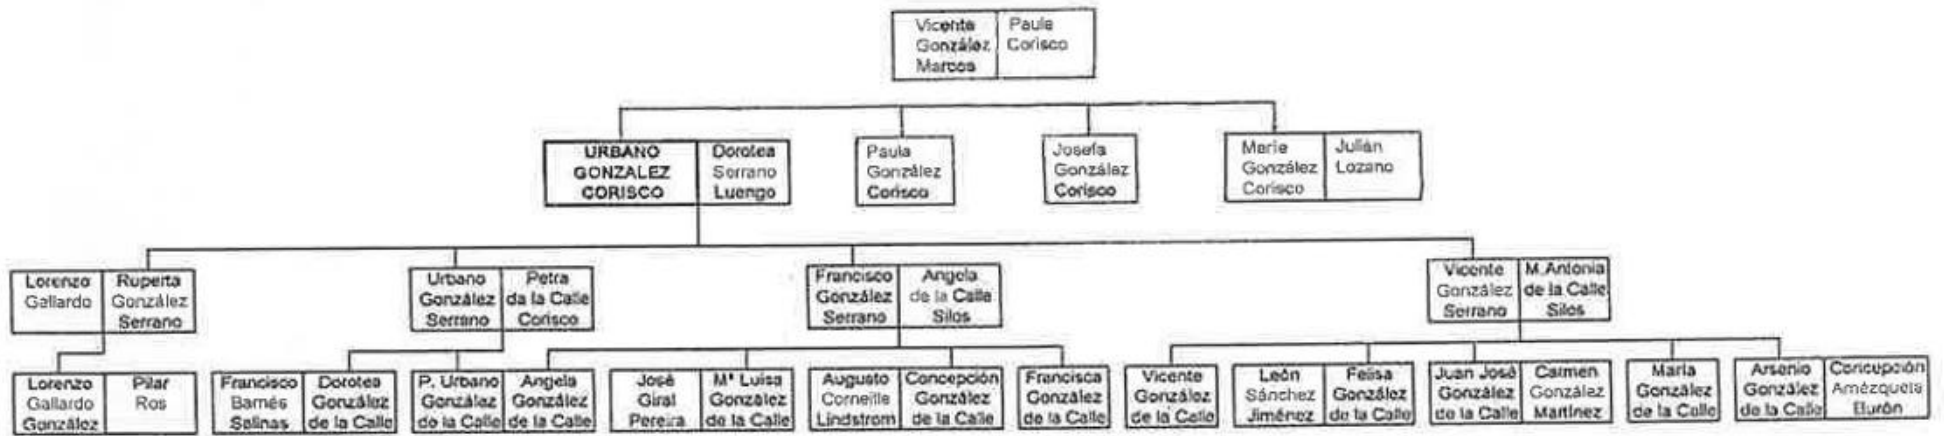 Vicente
González
Marcos
Paula
Corisco
URBANO
GONZALEZ
CORISCO
Dorotea
Serrano
Luengo
Paula
González
Corisco
Josefa
González
Corisco
María
González
Corisco
Julián
Lozano
Lorenzo
Gallardo
Ruperta
González
Serrano
Urbano
González
Serrano
Petra
de la Calle
Corisco
Francisco
González
Serrano
Angela
de la Calle
Silos
Vicente
González
Serrano
M.Antonia
de la Calle
Silos
Lorenzo
Gallardo
González
Pilar
Ros
Francisco
Barnés
Salinas
Dorotea
González
de la Calle
P. Urbano
González
de la Calle
Angela
González
de la Calle
José
Giral
Pereira
Mª Luisa
González
de la Calle
Augusto
Corneille
Lindstrom
Concepción
González
de la Calle
Francisca
González
de la Calle
Vicente
González
de la Calle
León
Sánchez
Jiménez
Felisa
González
de la Calle
Juan José
González
de la Calle
Carmen
González
Martínez
María
González
de la Calle
Arsenio
González
de la Calle
Concepción
Amézqueta
Burón